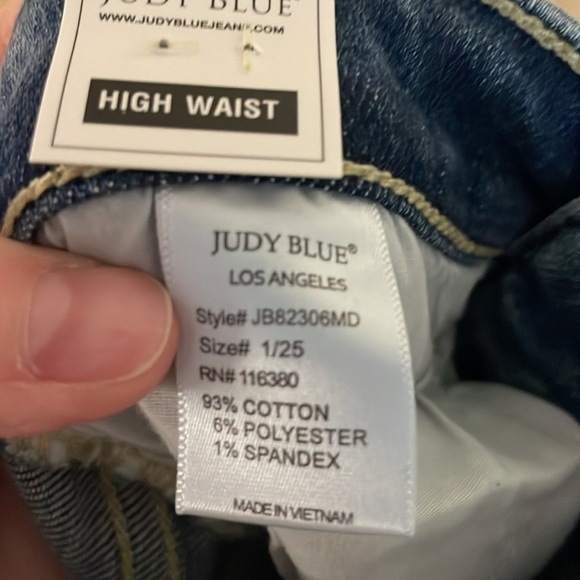 JUDY BLUE
WWW.JUDYBLUEJEANS.COM
HIGH WAIST
JUDY BLUE®
LOS ANGELES
Style# JB82306MD
Size# 1/25
RN# 116380
93% COTTON
6% POLYESTER
1% SPANDEX
MADE IN VIETNAM